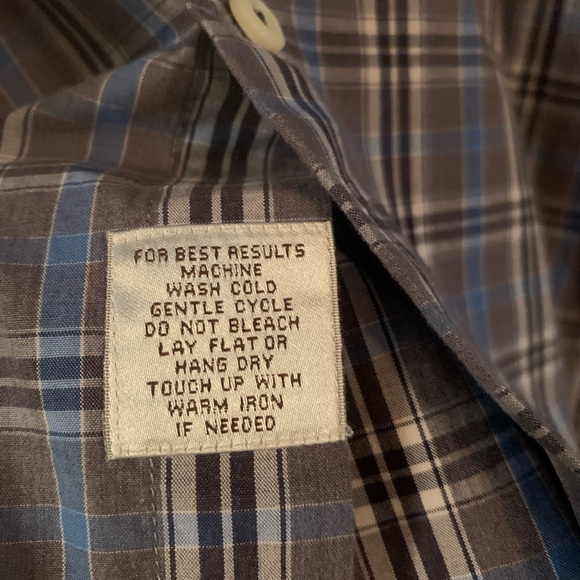 FOR BEST RESULTS
MACHINE
WASH COLD
GENTLE CYCLE
DO NOT BLEACH
LAY FLAT OR
HANG DRY
TOUCH UP WITH
WARM IRON
IF NEEDED